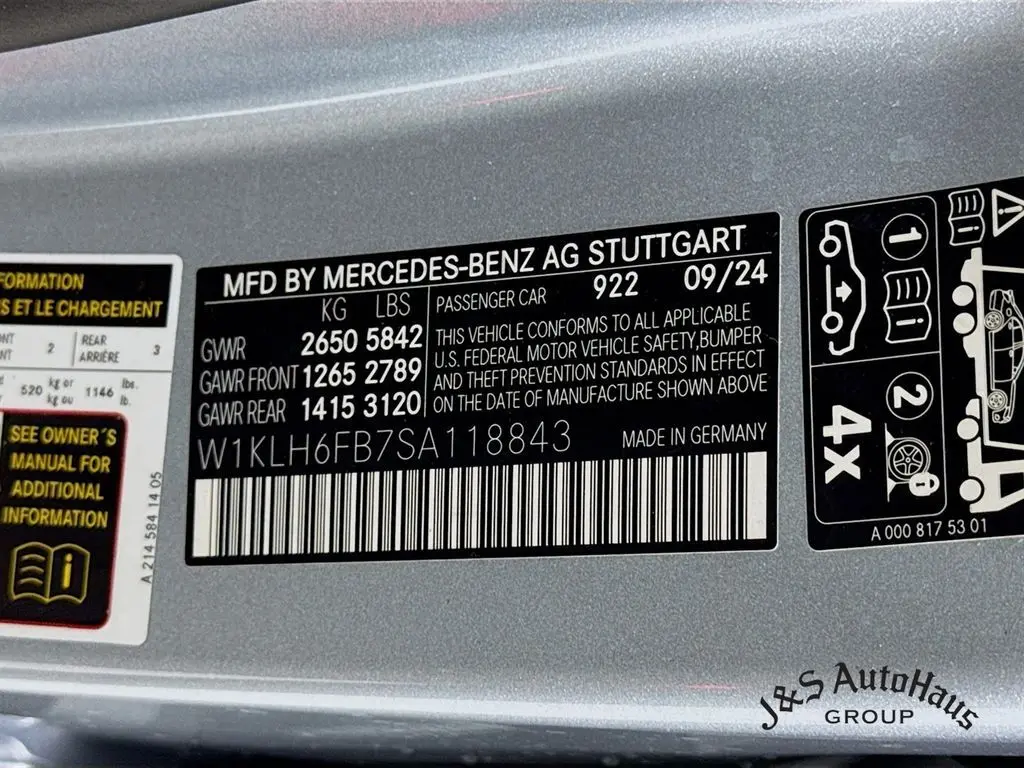 FORMATION
S ET LE CHARGEMENT
2
REAR
ARRIÈRE
3
520
kg or
kg ou
1146
lbs.
lb.
SEE OWNER´S
MANUAL FOR
ADDITIONAL
INFORMATION
i
A 214 584 14 05
MFD BY MERCEDES-BENZ AG STUTTGART
KG LBS
GVWR 2650 5842
GAWR FRONT 1265 2789
GAWR REAR 1415 3120
PASSENGER CAR 922 09/24
THIS VEHICLE CONFORMS TO ALL APPLICABLE
U.S. FEDERAL MOTOR VEHICLE SAFETY,BUMPER
AND THEFT PREVENTION STANDARDS IN EFFECT
ON THE DATE OF MANUFACTURE SHOWN ABOVE
W1KLH6FB7SA118843
MADE IN GERMANY
1
i
2
4x
A 000 817 53 01
J&S AutoHaus
GROUP